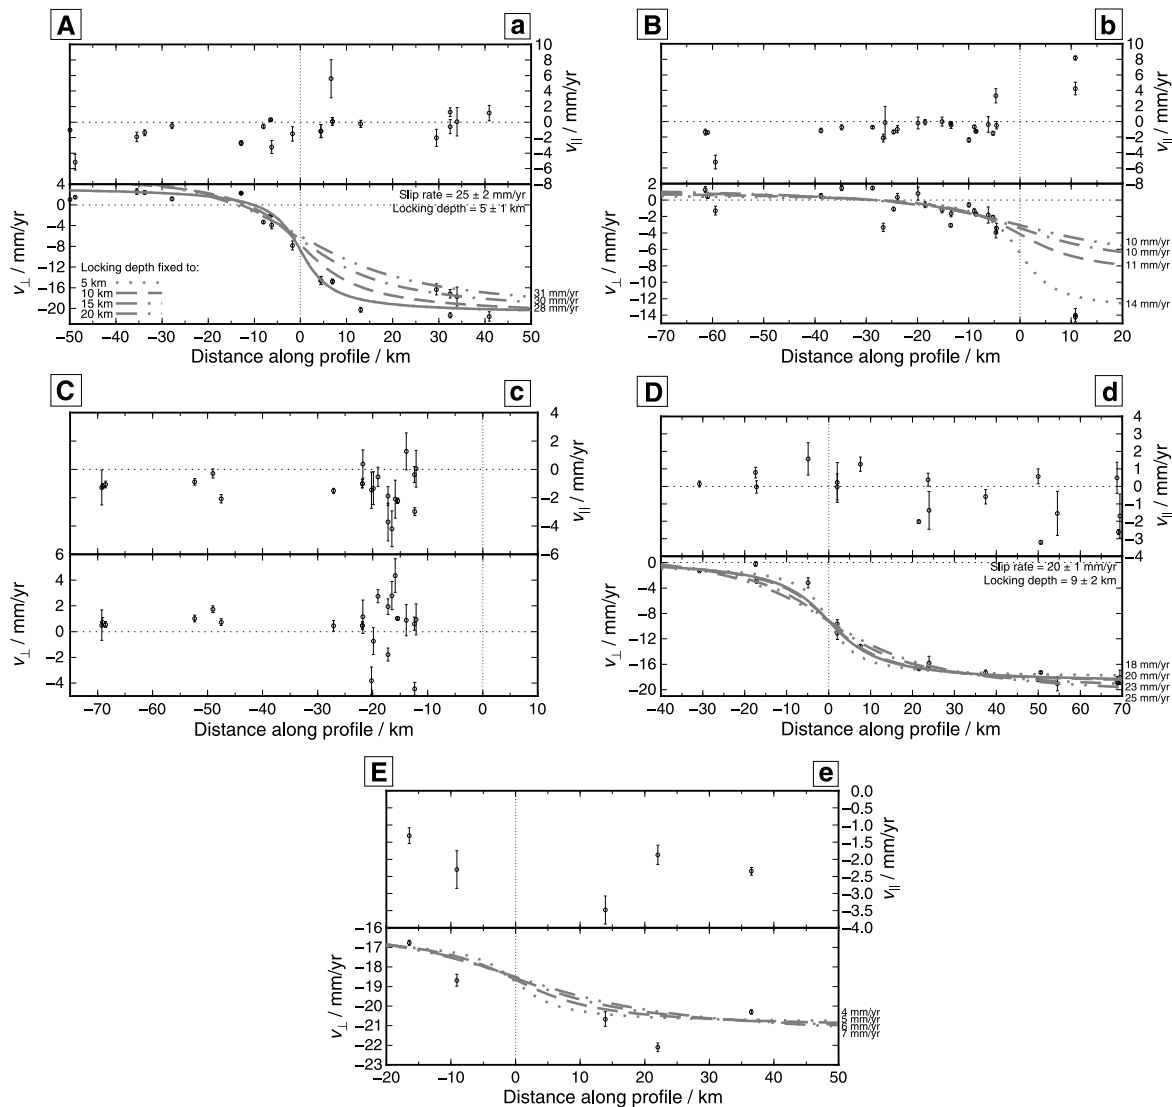 A
a
10
8
6
4
2
0
−2
−4
−6
−8
v∥ / mm/yr
4
0
−4
−8
−12
−16
−20
v⊥ / mm/yr
Slip rate = 25 ± 2 mm/yr
Locking depth = 5 ± 1 km
Locking depth fixed to:
5 km
10 km
15 km
20 km
31 mm/yr
30 mm/yr
28 mm/yr
−50 −40 −30 −20 −10 0 10 20 30 40 50
Distance along profile / km
B
b
10
8
6
4
2
0
−2
−4
−6
−8
v∥ / mm/yr
2
0
−2
−4
−6
−8
−10
−12
−14
v⊥ / mm/yr
10 mm/yr
10 mm/yr
11 mm/yr
14 mm/yr
−70 −60 −50 −40 −30 −20 −10 0 10 20
Distance along profile / km
C
c
4
2
0
−2
−4
−6
v∥ / mm/yr
6
4
2
0
−2
−4
v⊥ / mm/yr
−70 −60 −50 −40 −30 −20 −10 0 10
Distance along profile / km
D
d
4
3
2
1
0
−1
−2
−3
−4
v∥ / mm/yr
0
−4
−8
−12
−16
−20
v⊥ / mm/yr
Slip rate = 20 ± 1 mm/yr
Locking depth = 9 ± 2 km
18 mm/yr
20 mm/yr
23 mm/yr
25 mm/yr
−40 −30 −20 −10 0 10 20 30 40 50 60 70
Distance along profile / km
E
e
0.0
−0.5
−1.0
−1.5
−2.0
−2.5
−3.0
−3.5
−4.0
v∥ / mm/yr
−16
−17
−18
−19
−20
−21
−22
−23
v⊥ / mm/yr
4 mm/yr
5 mm/yr
6 mm/yr
7 mm/yr
−20 −10 0 10 20 30 40 50
Distance along profile / km